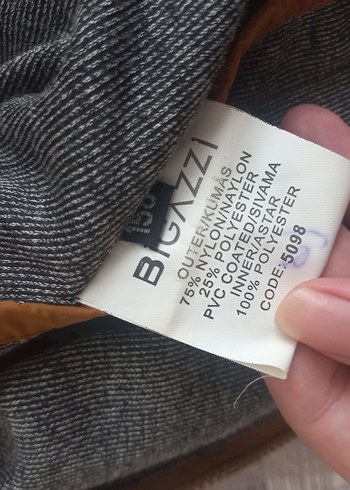 BIGAZZI
OUTER/KUMAŞ
75% NYLON/NAYLON
25% POLYESTER
PVC COATED/SIVAMA
INNER/ASTAR
100% POLYESTER
CODE:5098